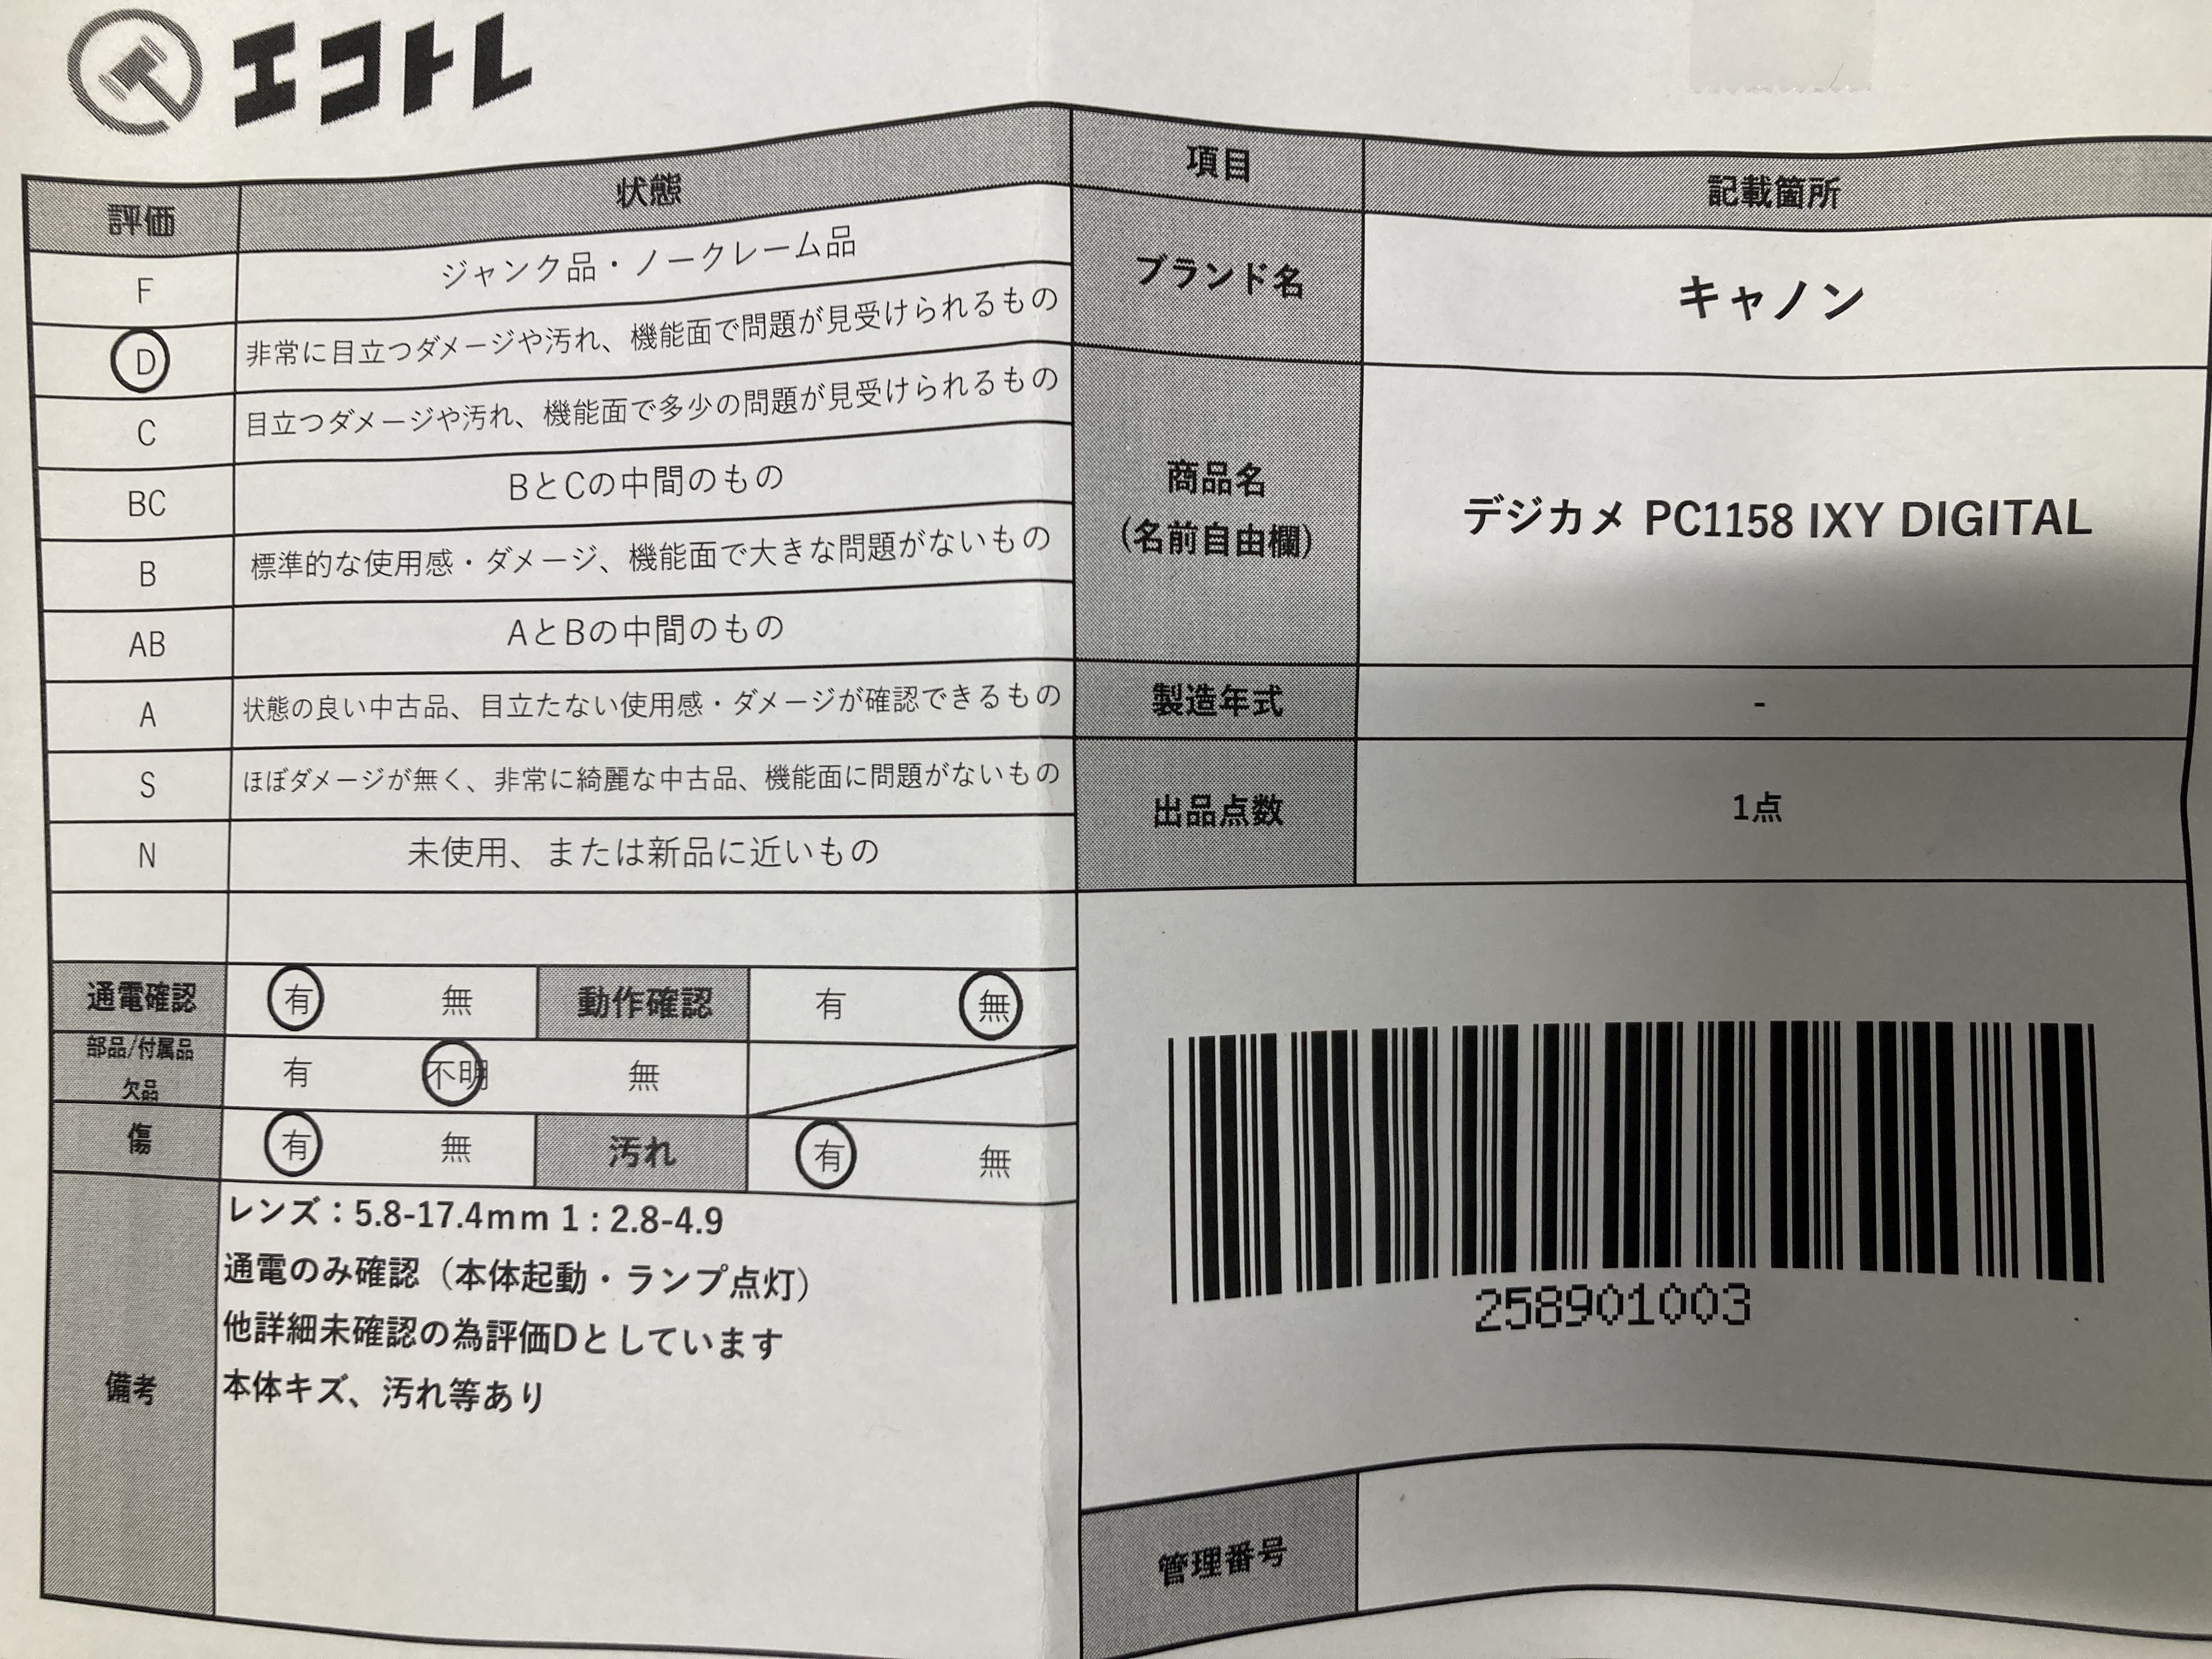 エコトレ
評価 状態
F ジャンク品・ノークレーム品
D 非常に目立つダメージや汚れ、機能面で問題が見受けられるもの
C 目立つダメージや汚れ、機能面で多少の問題が見受けられるもの
BC BとCの中間のもの
B 標準的な使用感・ダメージ、機能面で大きな問題がないもの
AB AとBの中間のもの
A 状態の良い中古品、目立たない使用感・ダメージが確認できるもの
S ほぼダメージが無く、非常に綺麗な中古品、機能面に問題がないもの
N 未使用、または新品に近いもの
通電確認 有 無 動作確認 有 無
部品/付属品
欠品 有 不明 無
傷 有 無 汚れ 有 無
備考
レンズ：5.8-17.4mm 1：2.8-4.9
通電のみ確認（本体起動・ランプ点灯）
他詳細未確認の為評価Dとしています
本体キズ、汚れ等あり
項目 記載箇所
ブランド名 キャノン
商品名
（名前自由欄） デジカメ PC1158 IXY DIGITAL
製造年式 -
出品点数 1点
258901003
管理番号